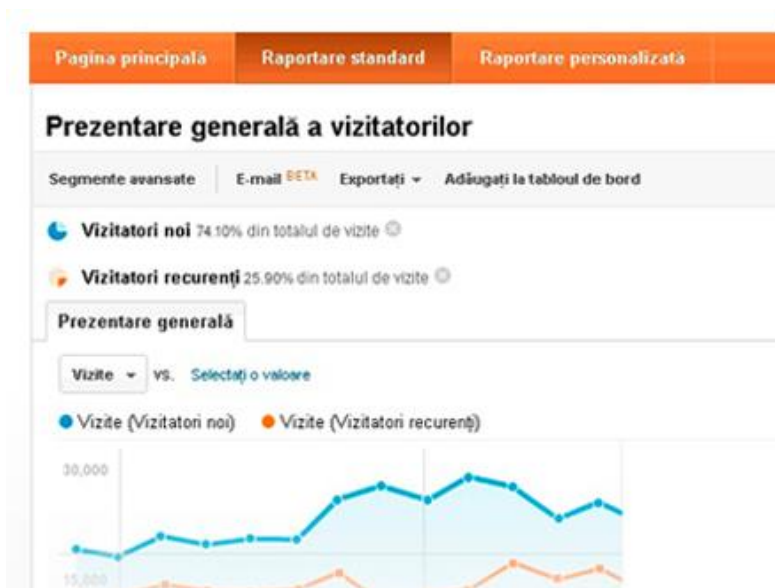 Pagina principală Raportare standard Raportare personalizată
Prezentare generală a vizitatorilor
Segmente avansate E-mail BETA Exportați Adăugați la tabloul de bord
Vizitatori noi 74.10% din totalul de vizite
Vizitatori recurenți 25.90% din totalul de vizite
Prezentare generală
Vizite VS. Selectați o valoare
Vizite (Vizitatori noi) Vizite (Vizitatori recurenți)
30,000
15,000